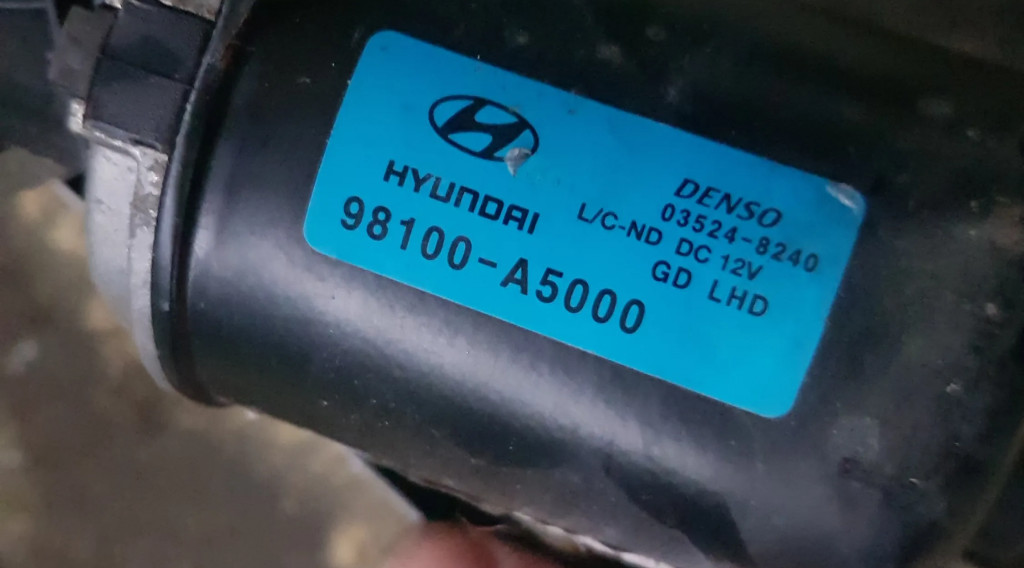 HYUNDAI
98100-A5000
DENSO
03524-8240
L/C-ND DC 12V
GD LHD